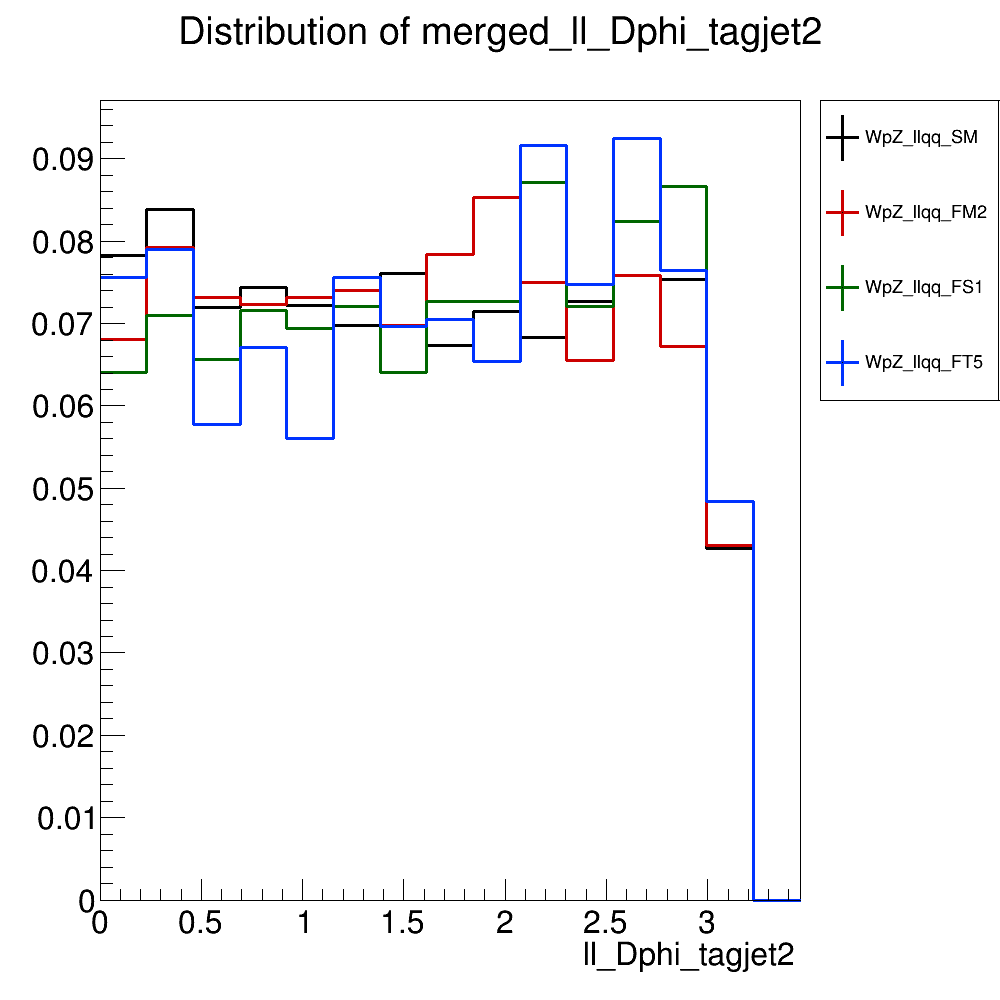 Distribution of merged_ll_Dphi_tagjet2
WpZ_llqq_SM
WpZ_llqq_FM2
WpZ_llqq_FS1
WpZ_llqq_FT5
0.09
0.08
0.07
0.06
0.05
0.04
0.03
0.02
0.01
0
0 0.5 1 1.5 2 2.5 3
ll_Dphi_tagjet2